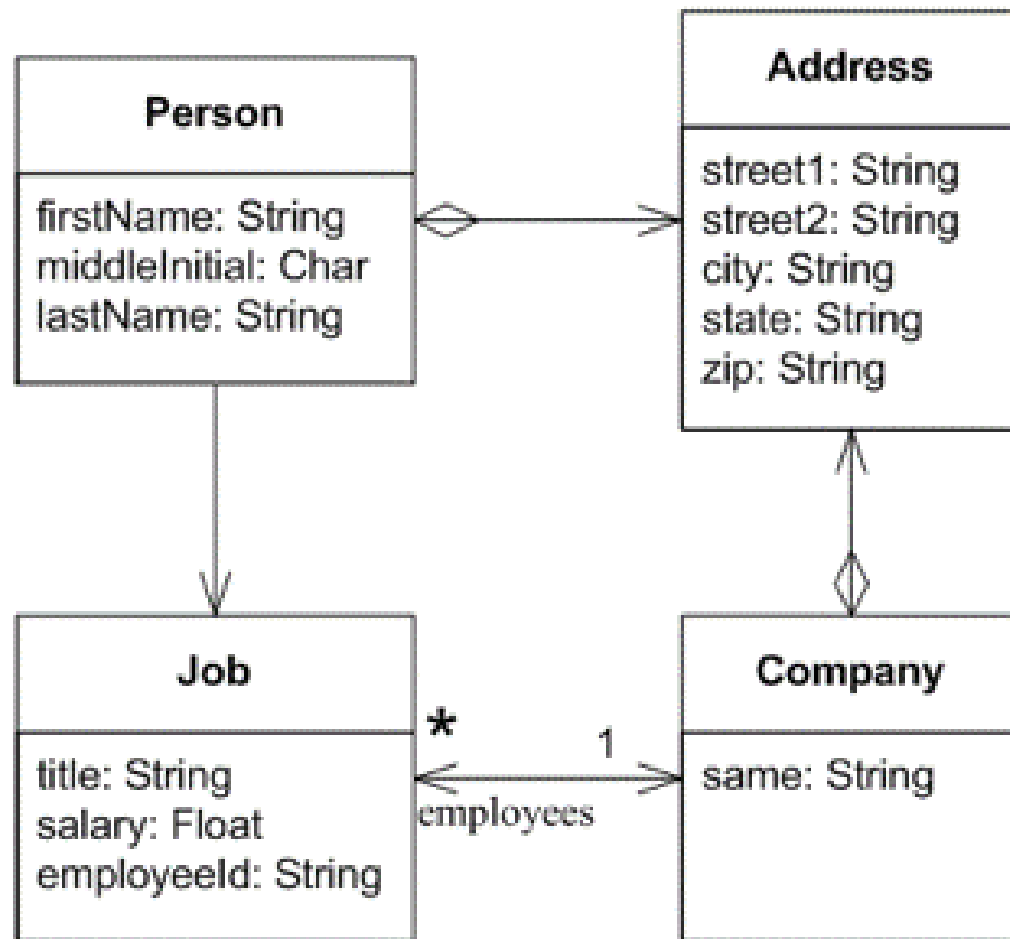 Person
firstName: String
middleInitial: Char
lastName: String
Address
street1: String
street2: String
city: String
state: String
zip: String
Job
title: String
salary: Float
employeeId: String
*
1
employees
Company
same: String